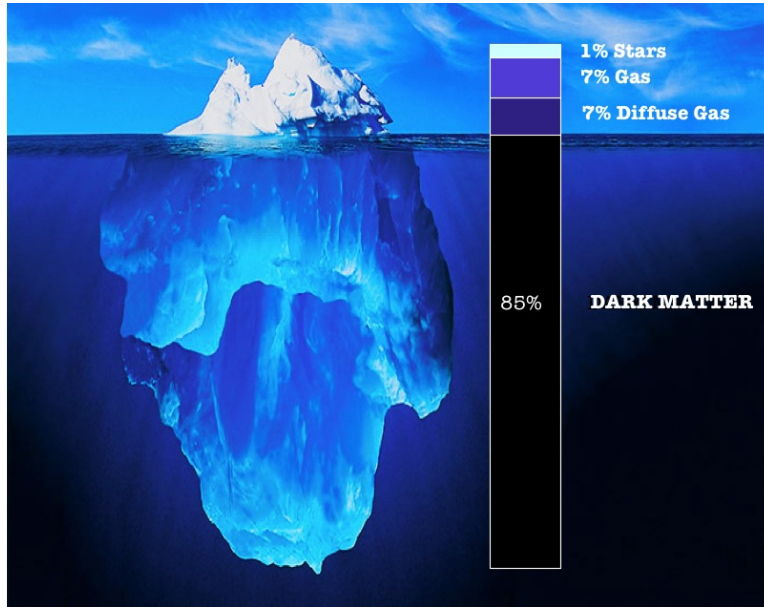 1% Stars
7% Gas
7% Diffuse Gas
85% DARK MATTER